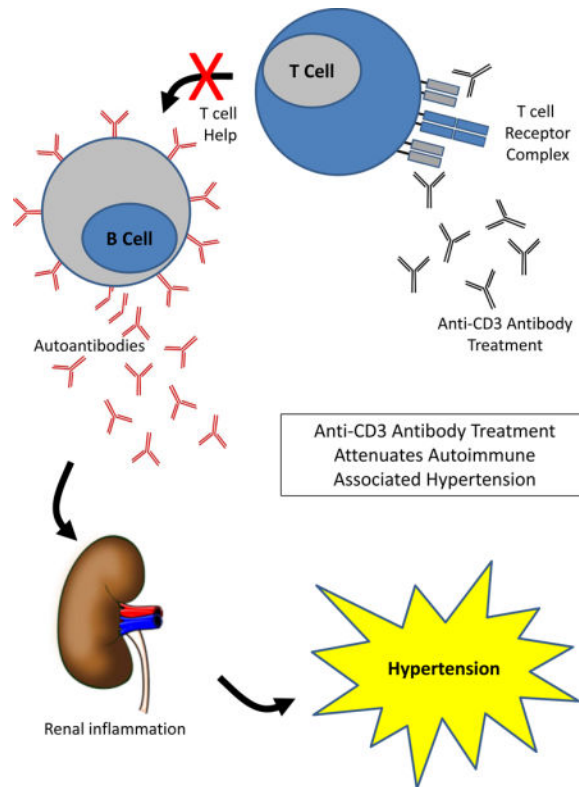 T Cell
T cell
Help
T cell
Receptor
Complex
B Cell
Autoantibodies
Anti-CD3 Antibody
Treatment
Anti-CD3 Antibody Treatment
Attenuates Autoimmune
Associated Hypertension
Hypertension
Renal inflammation